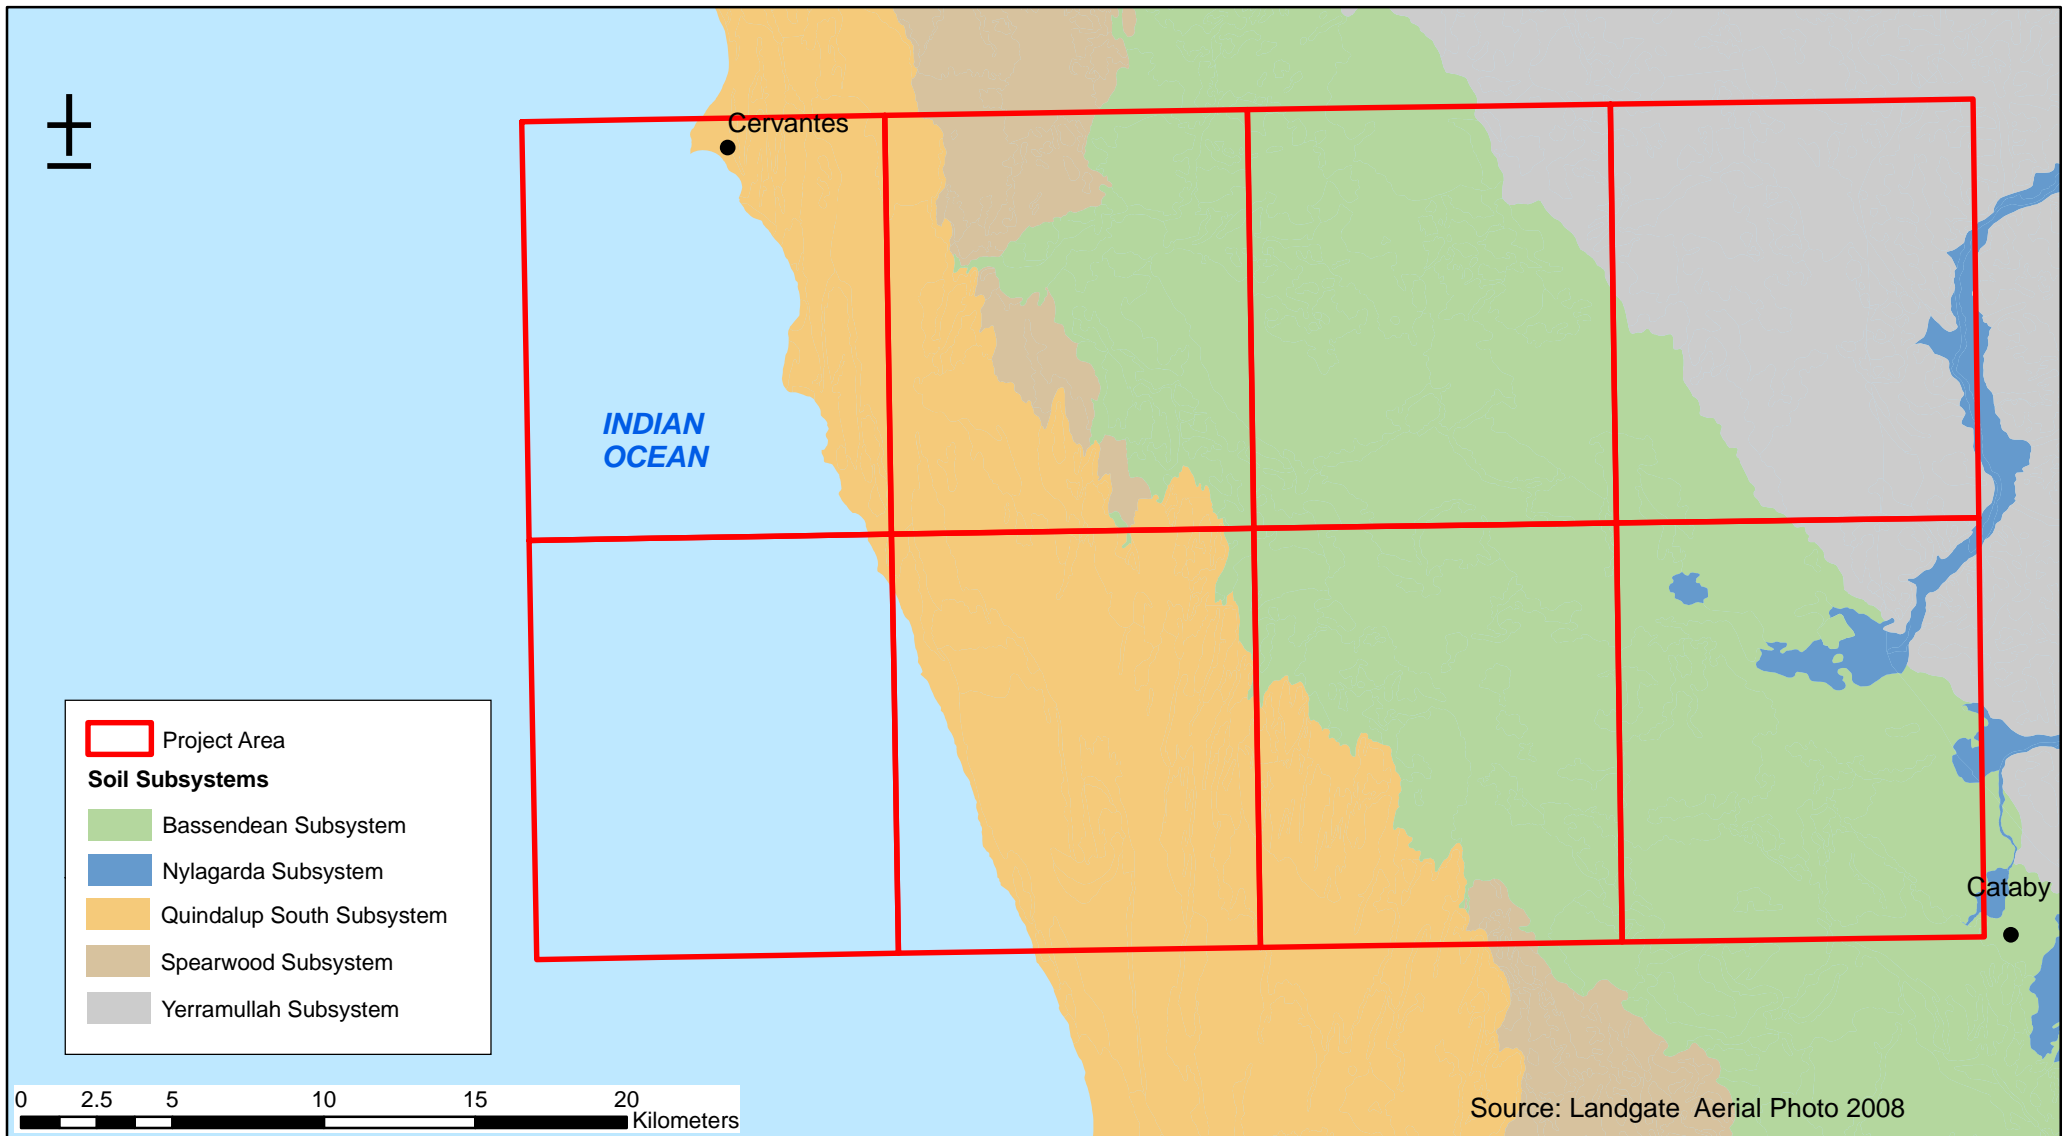 Cervantes
INDIAN
OCEAN
Project Area
Soil Subsystems
Bassendean Subsystem
Nylagarda Subsystem
Quindalup South Subsystem
Spearwood Subsystem
Yerramullah Subsystem
Cataby
0 2.5 5 10 15 20
Kilometers
Source: Landgate Aerial Photo 2008